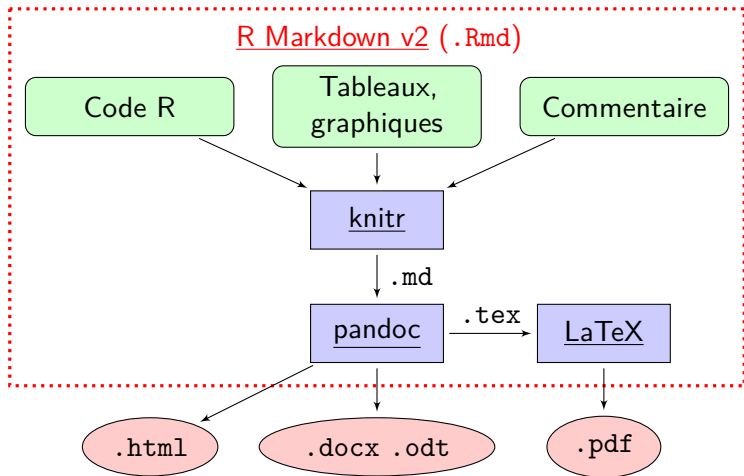 R Markdown v2 (.Rmd)
Code R
Tableaux,
graphiques
Commentaire
knitr
.md
pandoc
.tex
LaTeX
.html
.docx .odt
.pdf